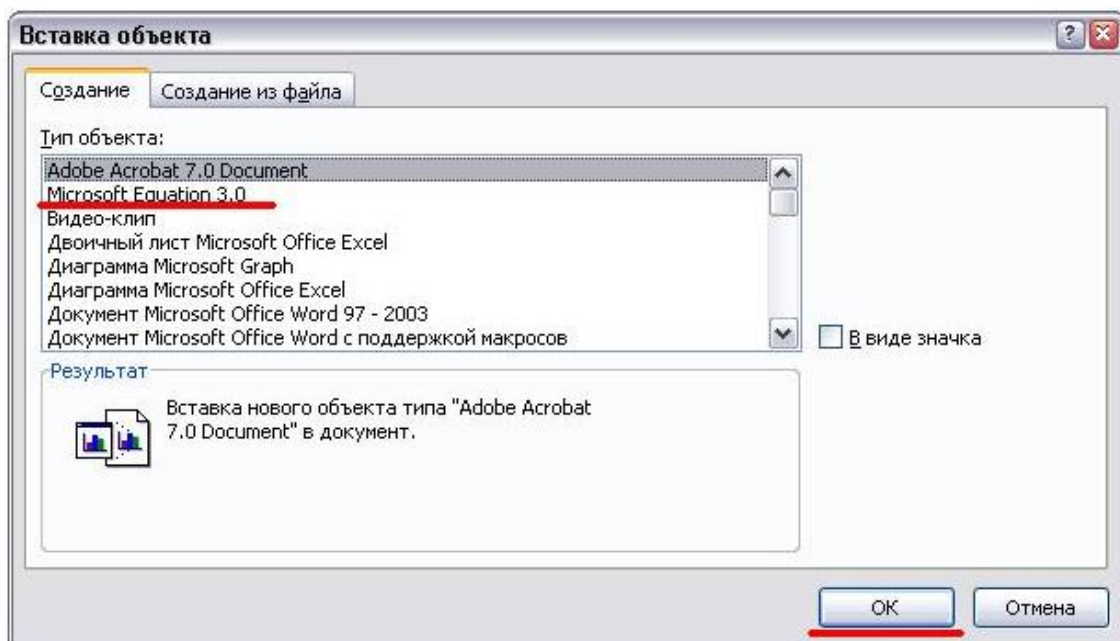 Вставка объекта
Создание
Создание из файла
Тип объекта:
Adobe Acrobat 7.0 Document
Microsoft Equation 3.0
Видео-клип
Двоичный лист Microsoft Office Excel
Диаграмма Microsoft Graph
Диаграмма Microsoft Office Excel
Документ Microsoft Office Word 97 - 2003
Документ Microsoft Office Word с поддержкой макросов
В виде значка
Результат
Вставка нового объекта типа "Adobe Acrobat
7.0 Document" в документ.
ОК
Отмена